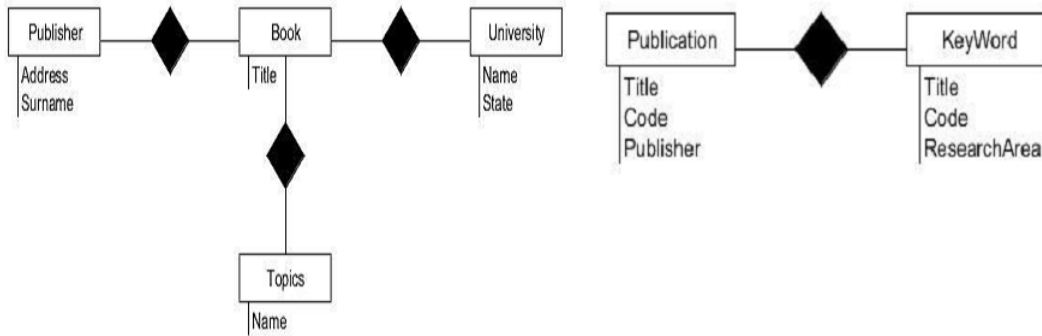 Publisher
Address
Surname
Book
Title
University
Name
State
Topics
Name
Publication
Title
Code
Publisher
KeyWord
Title
Code
ResearchArea